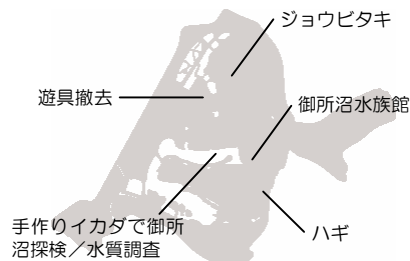 ジョウビタキ
遊具撤去
御所沼水族館
手作りイカダで御所
沼探検／水質調査
ハギ